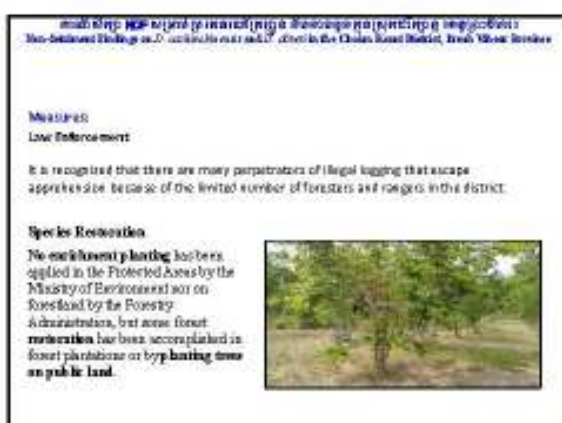 NDF
Non-Detriment Findings on D. and D. in the Choam Ksant District, Preah Vihear Province
Measures:
Law Enforcement
It is recognized that there are many perpetrators of illegal logging that escape
apprehension because of the limited number of foresters and rangers in the district.
Species Restoration
No enrichment planting has been
applied in the Protected Areas by the
Ministry of Environment nor on
forestland by the Forestry
Administration, but some forest
restoration has been accomplished in
forest plantations or by planting trees
on public land.